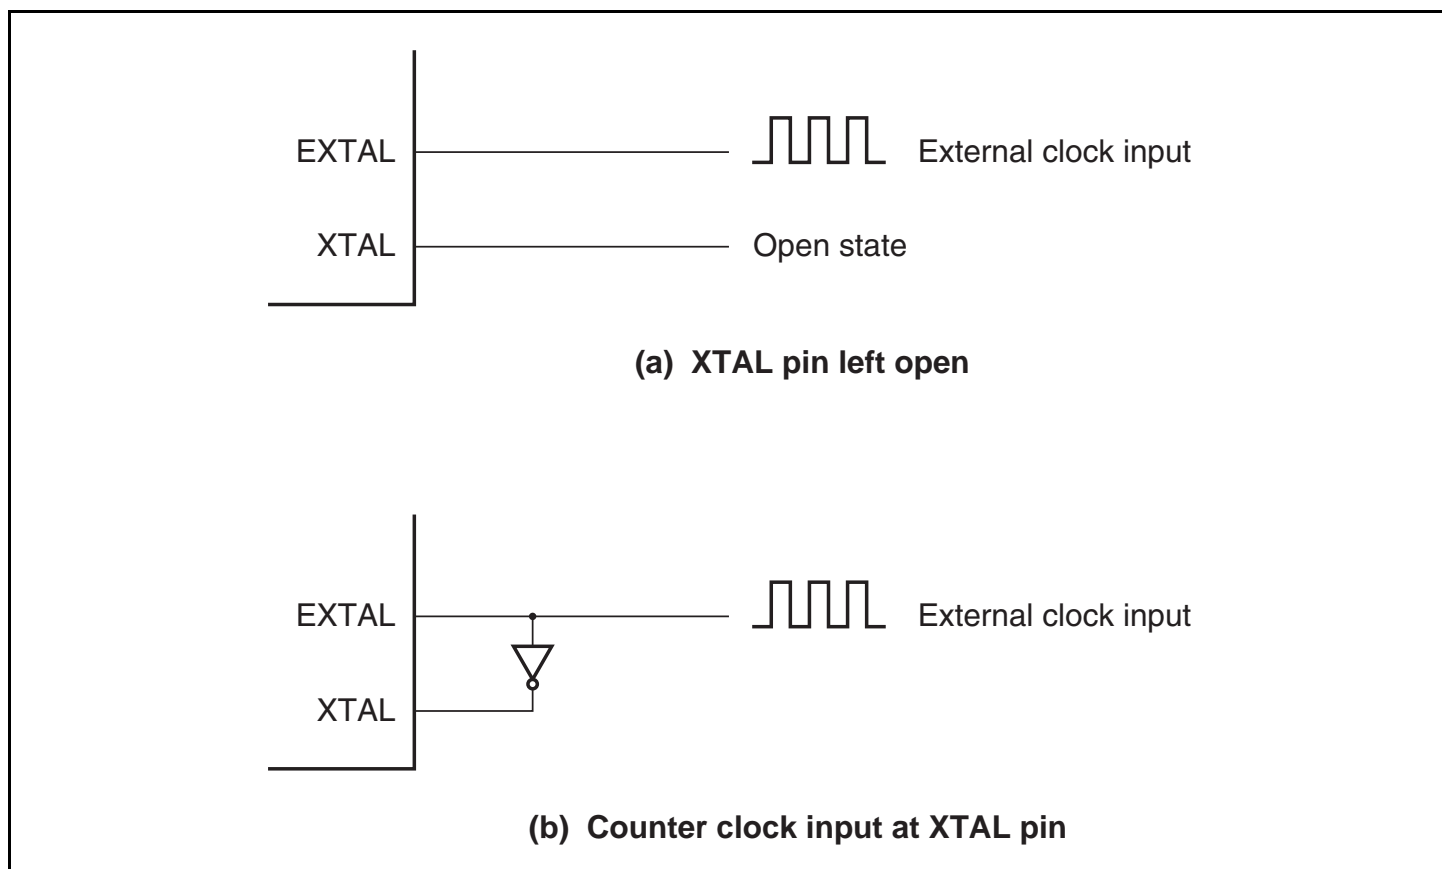 EXTAL
External clock input
XTAL
Open state
(a) XTAL pin left open
EXTAL
External clock input
XTAL
(b) Counter clock input at XTAL pin